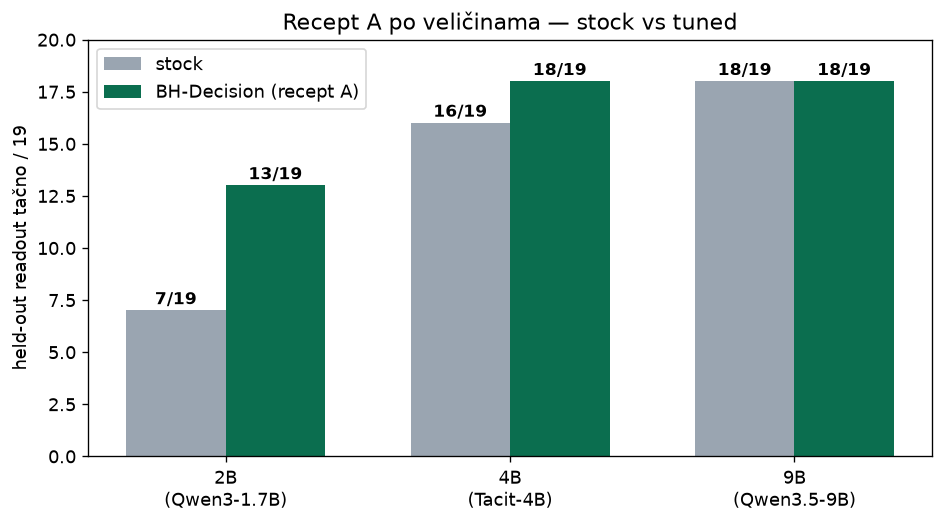 Recept A po veličinama — stock vs tuned
stock
BH-Decision (recept A)
held-out readout tačno / 19
20.0
17.5
15.0
12.5
10.0
7.5
5.0
2.5
0.0
7/19
13/19
16/19
18/19
18/19
18/19
2B
(Qwen3-1.7B)
4B
(Tacit-4B)
9B
(Qwen3.5-9B)